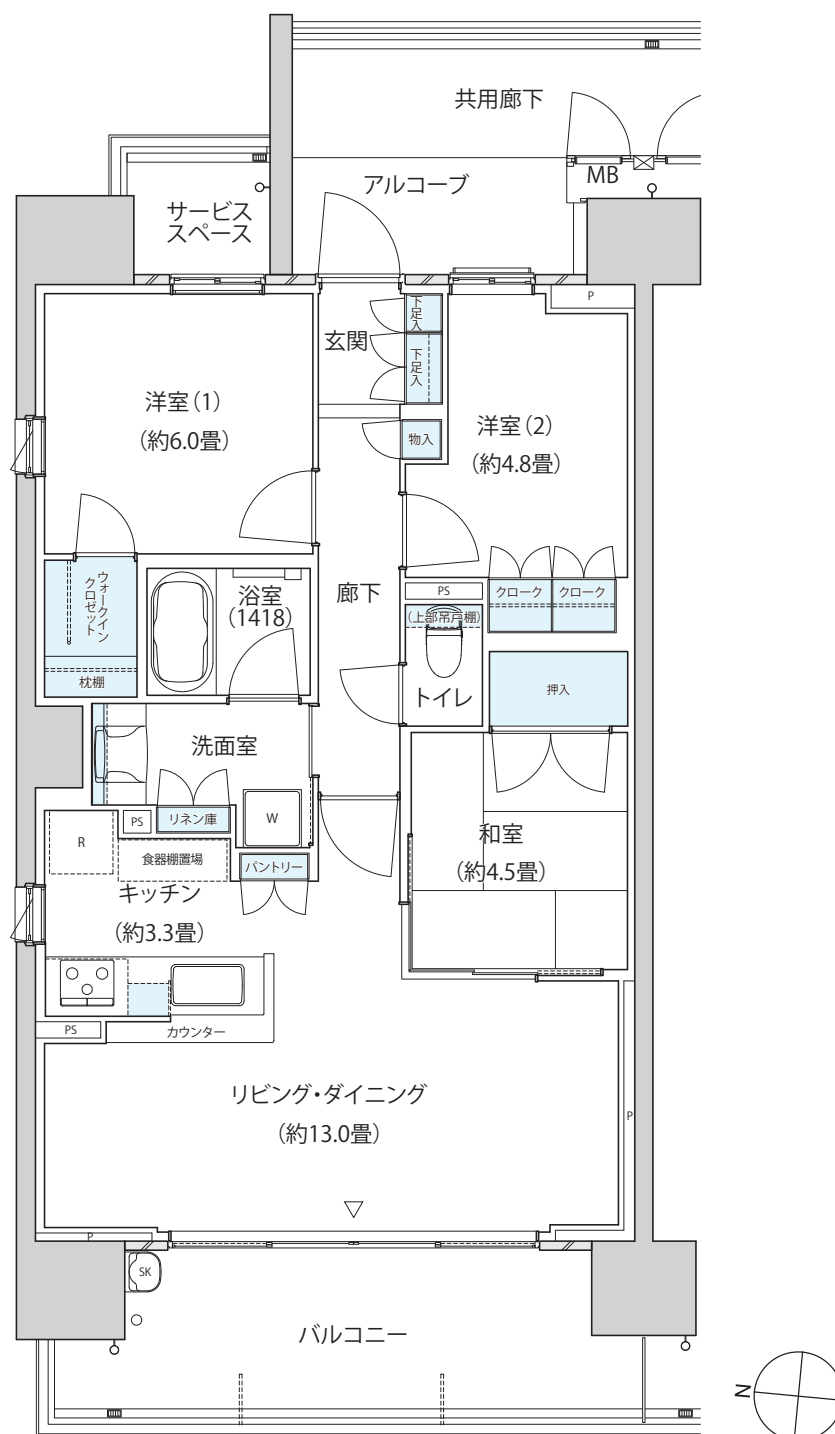 共用廊下
アルコーブ
MB
サービス
スペース
P
玄関
下足入
下足入
洋室(1)
(約6.0畳)
物入
洋室(2)
(約4.8畳)
ウォークイン
クロゼット
枕棚
浴室
(1418)
廊下
PS
クローク
クローク
(上部吊戸棚)
トイレ
押入
洗面室
PS
リネン庫
W
和室
(約4.5畳)
R
食器棚置場
パントリー
キッチン
(約3.3畳)
PS
カウンター
リビング・ダイニング
(約13.0畳)
P
P
SK
バルコニー
N